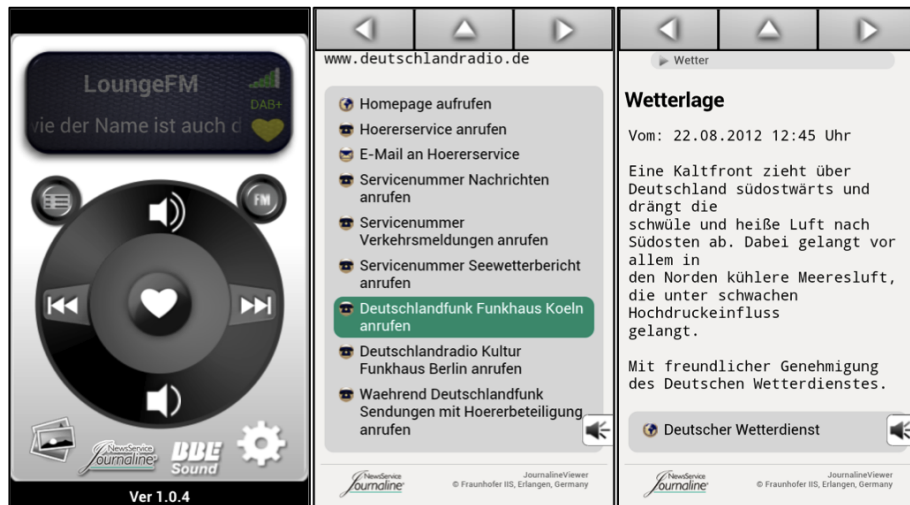 LoungeFM
DAB+
wie der Name ist auch d
FM
NewsService
Journaline®
BBE
Sound
Ver 1.0.4
www.deutschlandradio.de
Homepage aufrufen
Hoererservice anrufen
E-Mail an Hoererservice
Servicenummer Nachrichten
anrufen
Servicenummer
Verkehrsmeldungen anrufen
Servicenummer Seewetterbericht
anrufen
Deutschlandfunk Funkhaus Koeln
anrufen
Deutschlandradio Kultur
Funkhaus Berlin anrufen
Waehrend Deutschlandfunk
Sendungen mit Hoererbeteiligung
anrufen
NewsService
Journaline®
JournalineViewer
© Fraunhofer IIS, Erlangen, Germany
Wetter
Wetterlage
Vom: 22.08.2012 12:45 Uhr
Eine Kaltfront zieht über
Deutschland südostwärts und
drängt die
schwüle und heiße Luft nach
Südosten ab. Dabei gelangt vor
allem in
den Norden kühlere Meeresluft,
die unter schwachen
Hochdruckeinfluss
gelangt.
Mit freundlicher Genehmigung
des Deutschen Wetterdienstes.
Deutscher Wetterdienst
NewsService
Journaline®
JournalineViewer
© Fraunhofer IIS, Erlangen, Germany